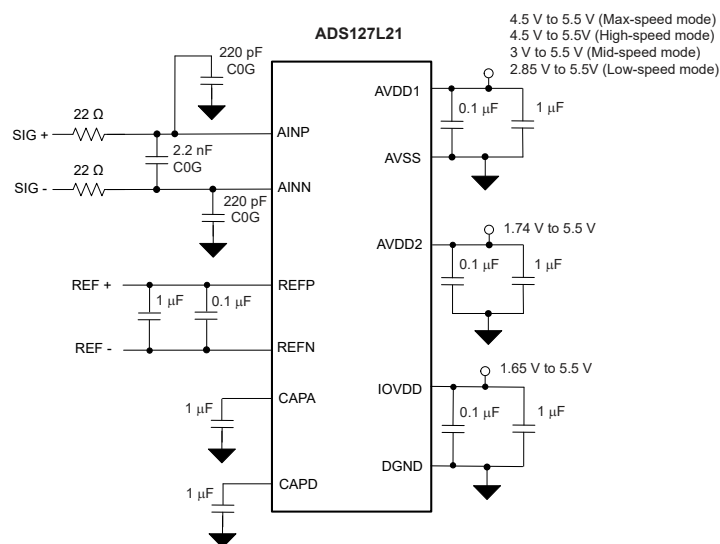 ADS127L21
4.5 V to 5.5 V (Max-speed mode)
4.5 V to 5.5V (High-speed mode)
3 V to 5.5 V (Mid-speed mode)
2.85 V to 5.5V (Low-speed mode)
220 pF
C0G
22 Ω
SIG +
AINP
2.2 nF
C0G
22 Ω
SIG -
AINN
220 pF
C0G
REF +
REFP
1 μF
0.1 μF
REF -
REFN
CAPA
1 μF
CAPD
1 μF
AVDD1
0.1 μF
1 μF
AVSS
1.74 V to 5.5 V
AVDD2
0.1 μF
1 μF
1.65 V to 5.5 V
IOVDD
0.1 μF
1 μF
DGND